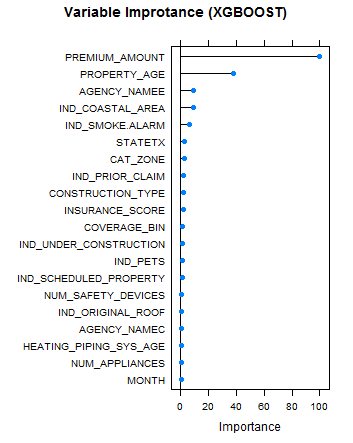 Variable Improtance (XGBOOST)
PREMIUM_AMOUNT
PROPERTY_AGE
AGENCY_NAMEE
IND_COASTAL_AREA
IND_SMOKE.ALARM
STATETX
CAT_ZONE
IND_PRIOR_CLAIM
CONSTRUCTION_TYPE
INSURANCE_SCORE
COVERAGE_BIN
IND_UNDER_CONSTRUCTION
IND_PETS
IND_SCHEDULED_PROPERTY
NUM_SAFETY_DEVICES
IND_ORIGINAL_ROOF
AGENCY_NAMEC
HEATING_PIPING_SYS_AGE
NUM_APPLIANCES
MONTH
0 20 40 60 80 100
Importance